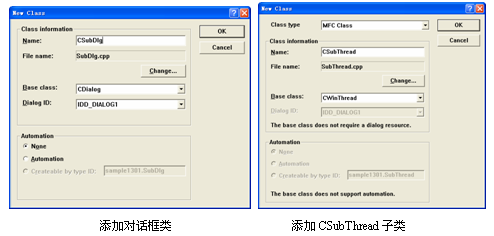 New Class
Class information
Name: CSubDlg
File name: SubDlg.cpp
Change...
Base class: CDialog
Dialog ID: IDD_DIALOG1
Automation
None
Automation
Createable by type ID: sample1381.SubDlg
OK
Cancel
添加对话框类
New Class
Class type MFC Class
Class information
Name: CSubThread
File name: SubThread.cpp
Change...
Base class: CWinThread
Dialog ID: IDD_DIALOG1
The base class does not require a dialog resource.
Automation
None
Automation
Createable by type ID: sample1381.SubThread
The base class does not support automation.
OK
Cancel
添加 CSubThread 子类